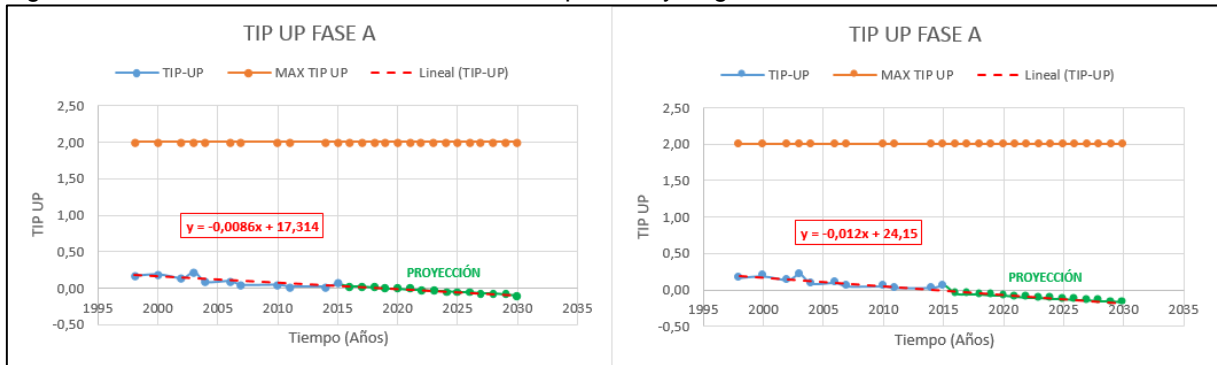 TIP UP FASE A
TIP-UP
MAX TIP UP
Lineal (TIP-UP)
2,50
2,00
1,50
1,00
0,50
0,00
-0,50
TIP UP
y = -0,0086x + 17,314
PROYECCIÓN
1995 2000 2005 2010 2015 2020 2025 2030 2035
Tiempo (Años)
TIP UP FASE A
TIP-UP
MAX TIP UP
Lineal (TIP-UP)
2,50
2,00
1,50
1,00
0,50
0,00
-0,50
TIP UP
y = -0,012x + 24,15
PROYECCIÓN
1995 2000 2005 2010 2015 2020 2025 2030 2035
Tiempo (Años)